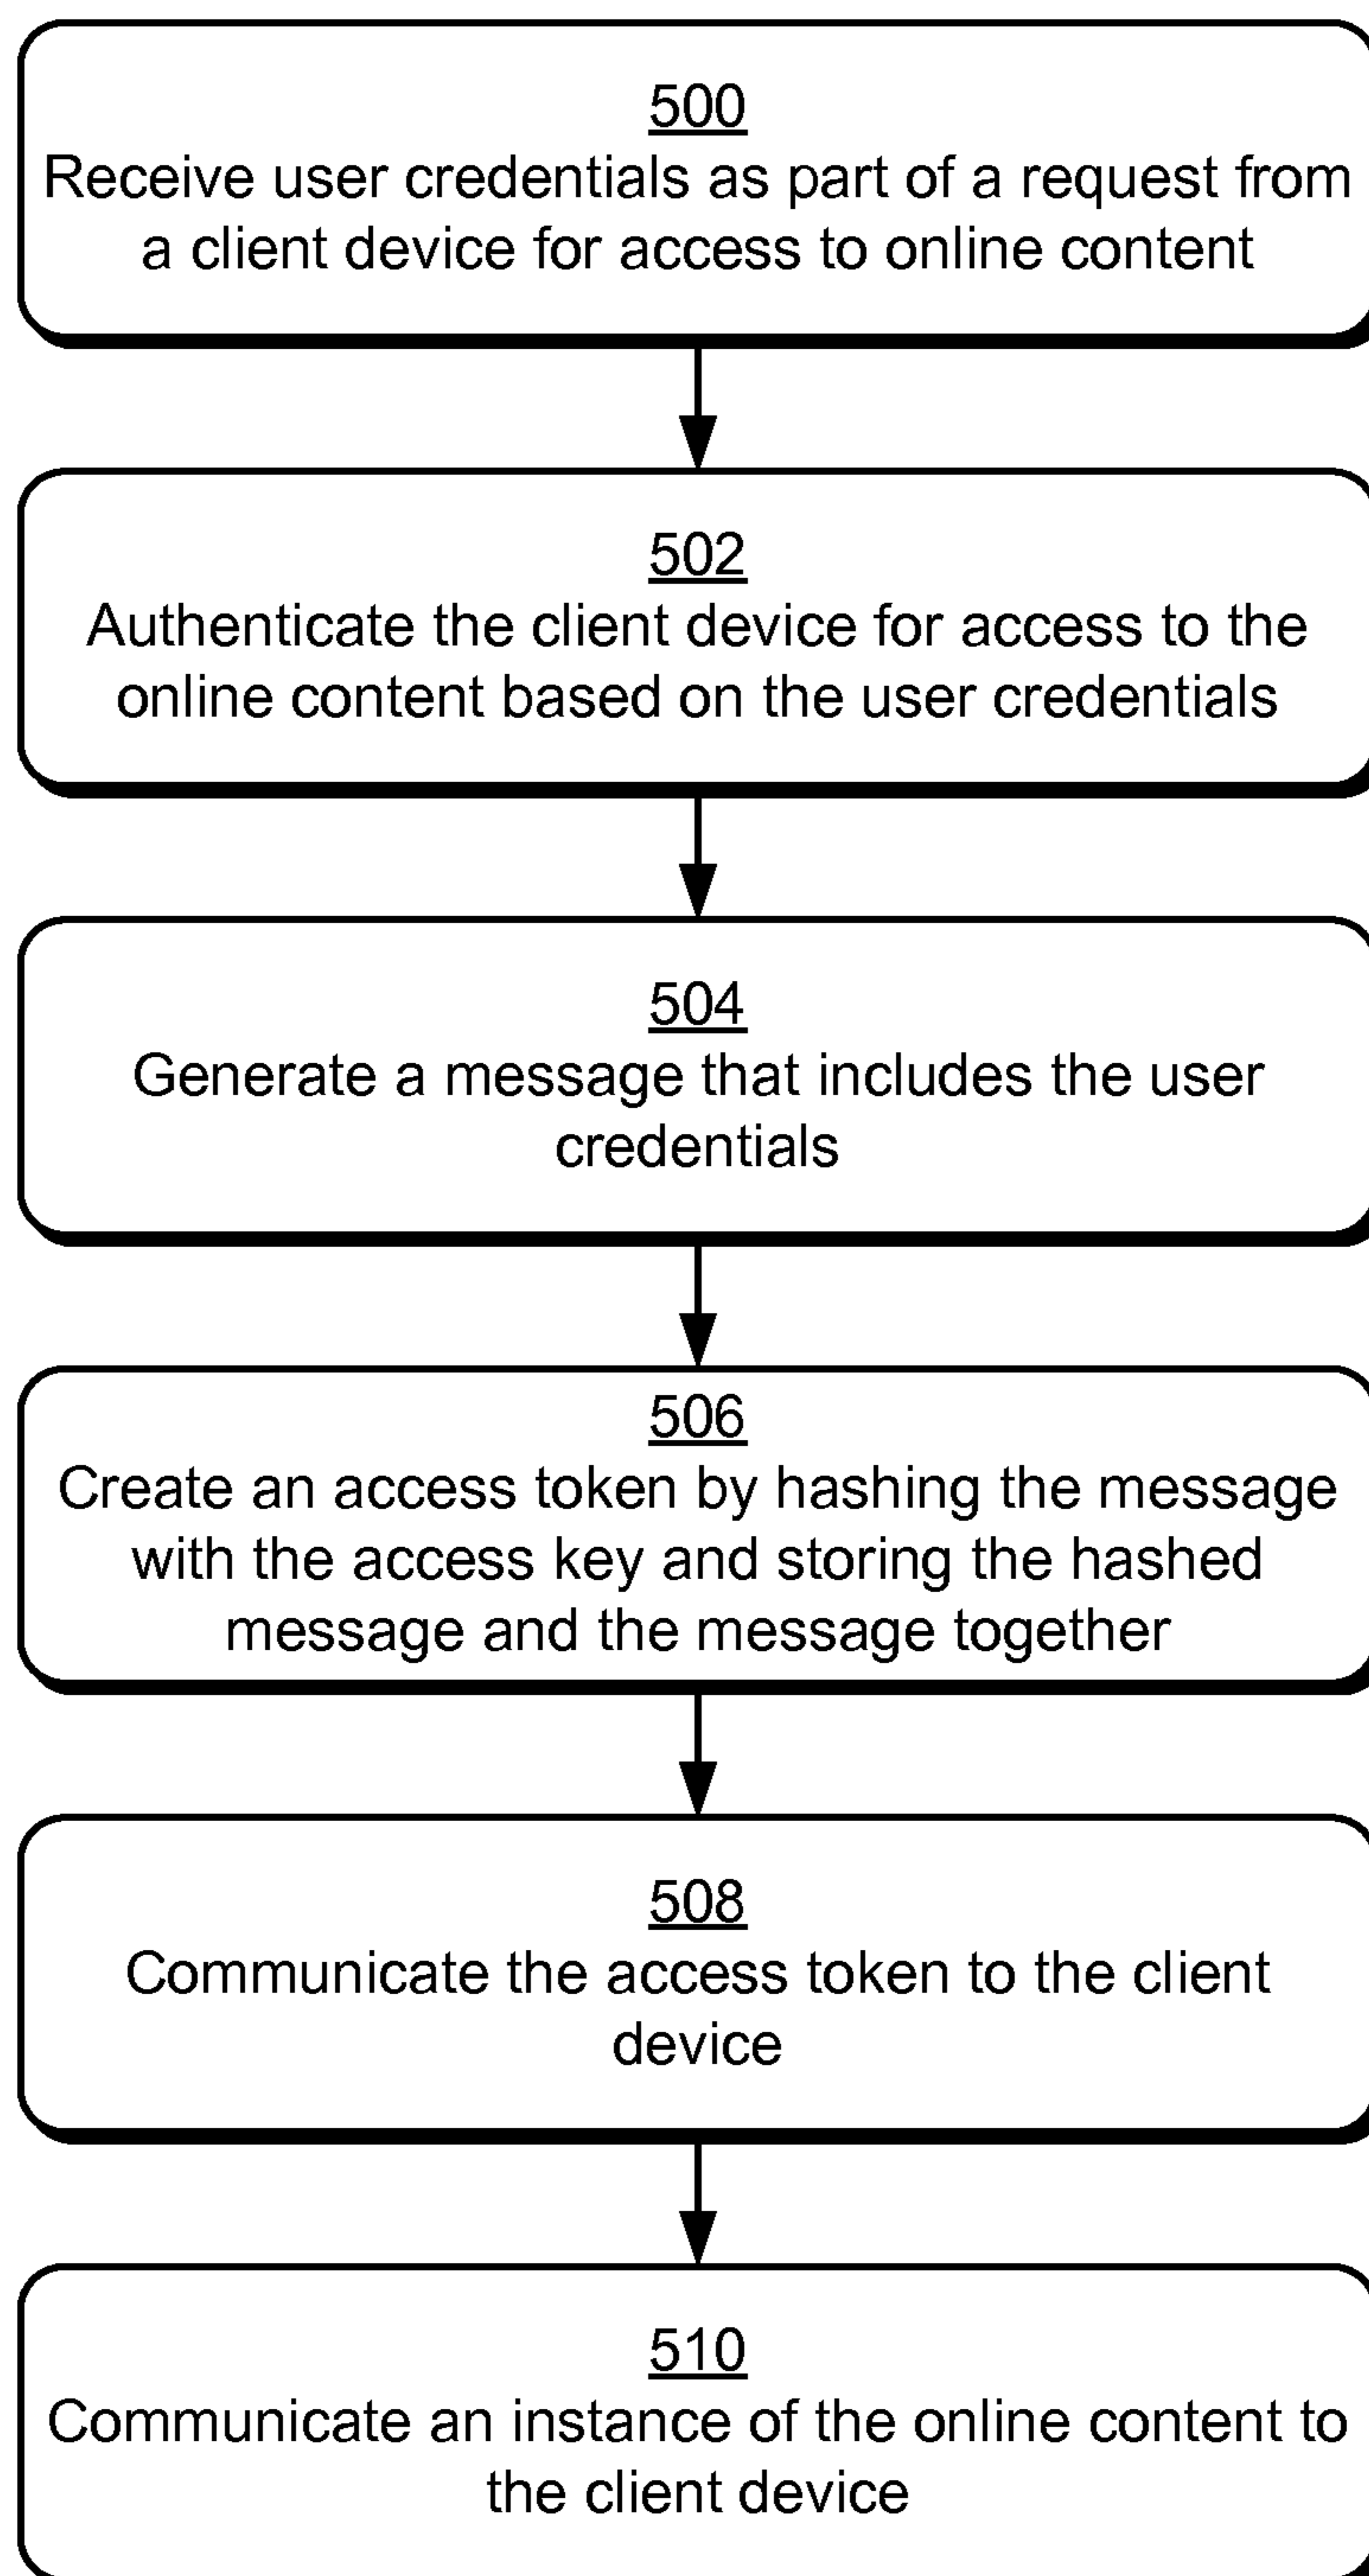 500
Receive user credentials as part of a request from
a client device for access to online content
502
Authenticate the client device for access to the
online content based on the user credentials
504
Generate a message that includes the user
credentials
506
Create an access token by hashing the message
with the access key and storing the hashed
message and the message together
508
Communicate the access token to the client
device
510
Communicate an instance of the online content to
the client device